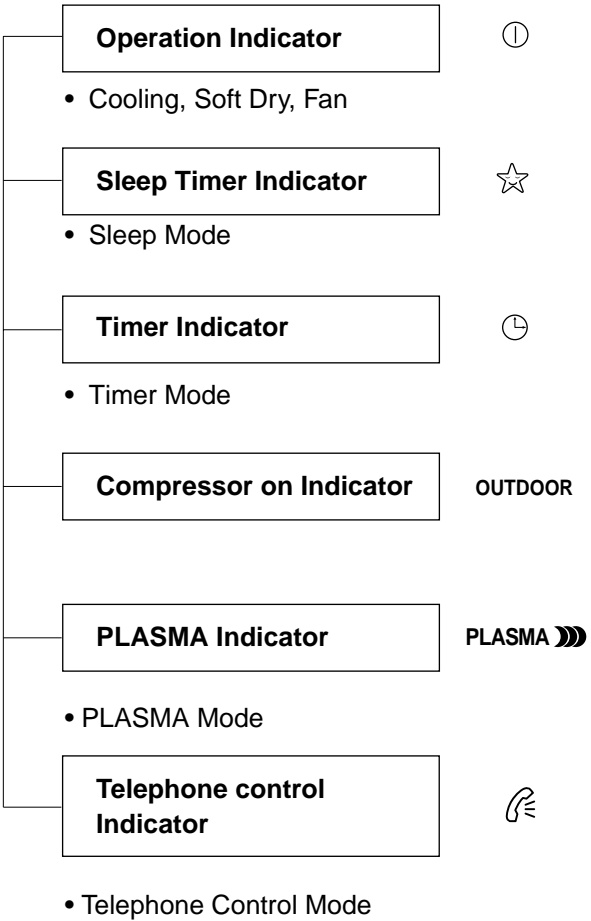 Operation Indicator
• Cooling, Soft Dry, Fan
Sleep Timer Indicator
• Sleep Mode
Timer Indicator
• Timer Mode
Compressor on Indicator OUTDOOR
PLASMA Indicator PLASMA
• PLASMA Mode
Telephone control
Indicator
• Telephone Control Mode